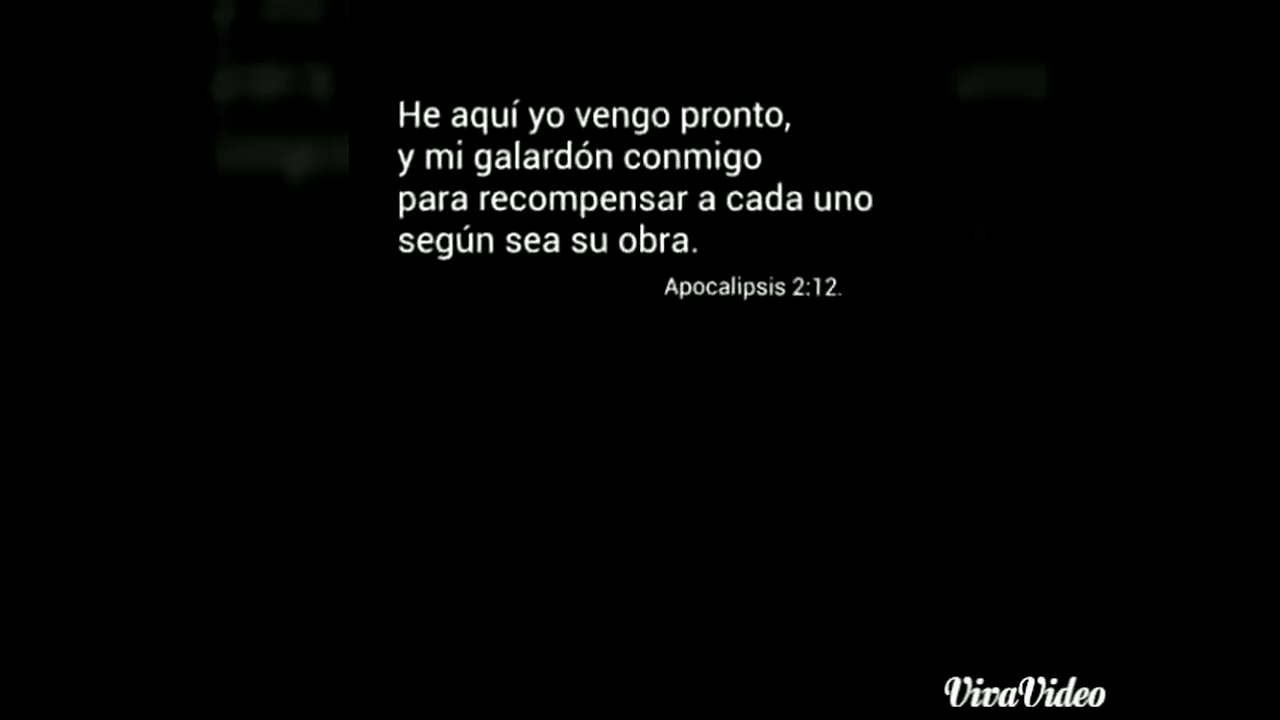 He aquí yo vengo pronto,
y mi galardón conmigo
para recompensar a cada uno
según sea su obra.
Apocalipsis 2:12.
VivaVideo